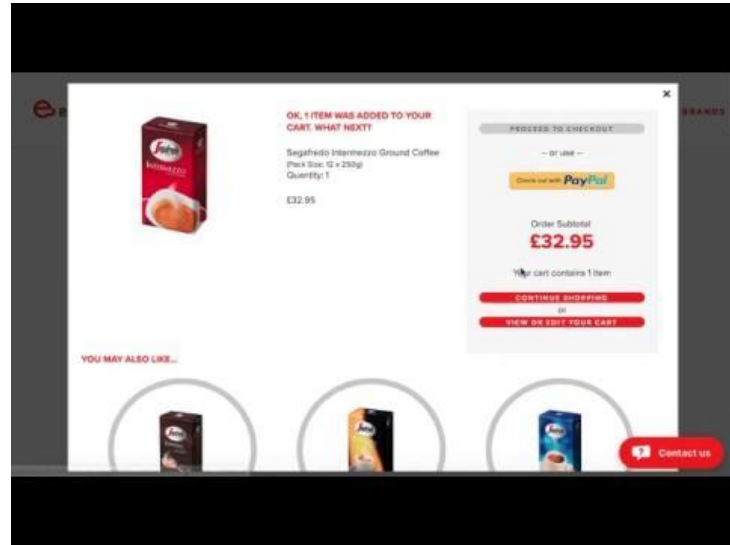 BRANDS
×
OK, 1 ITEM WAS ADDED TO YOUR
CART. WHAT NEXT?
Segafredo Intermezzo Ground Coffee
(Pack Size: 12 x 250g)
Quantity: 1
£32.95
Intermezzo
PROCEED TO CHECKOUT
— or use —
Check out with PayPal
Order Subtotal
£32.95
Your cart contains 1 item
CONTINUE SHOPPING
or
VIEW OR EDIT YOUR CART
YOU MAY ALSO LIKE...
Contact us